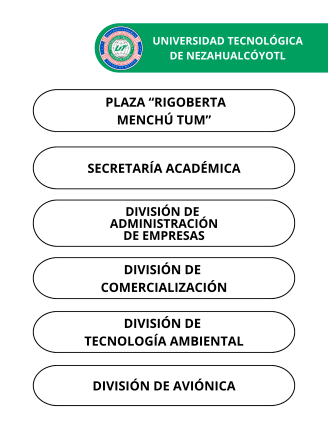 UNIVERSIDAD TECNOLÓGICA
DE NEZAHUALCÓYOTL
PLAZA “RIGOBERTA
MENCHÚ TUM”
SECRETARÍA ACADÉMICA
DIVISIÓN DE
ADMINISTRACIÓN
DE EMPRESAS
DIVISIÓN DE
COMERCIALIZACIÓN
DIVISIÓN DE
TECNOLOGÍA AMBIENTAL
DIVISIÓN DE AVIÓNICA